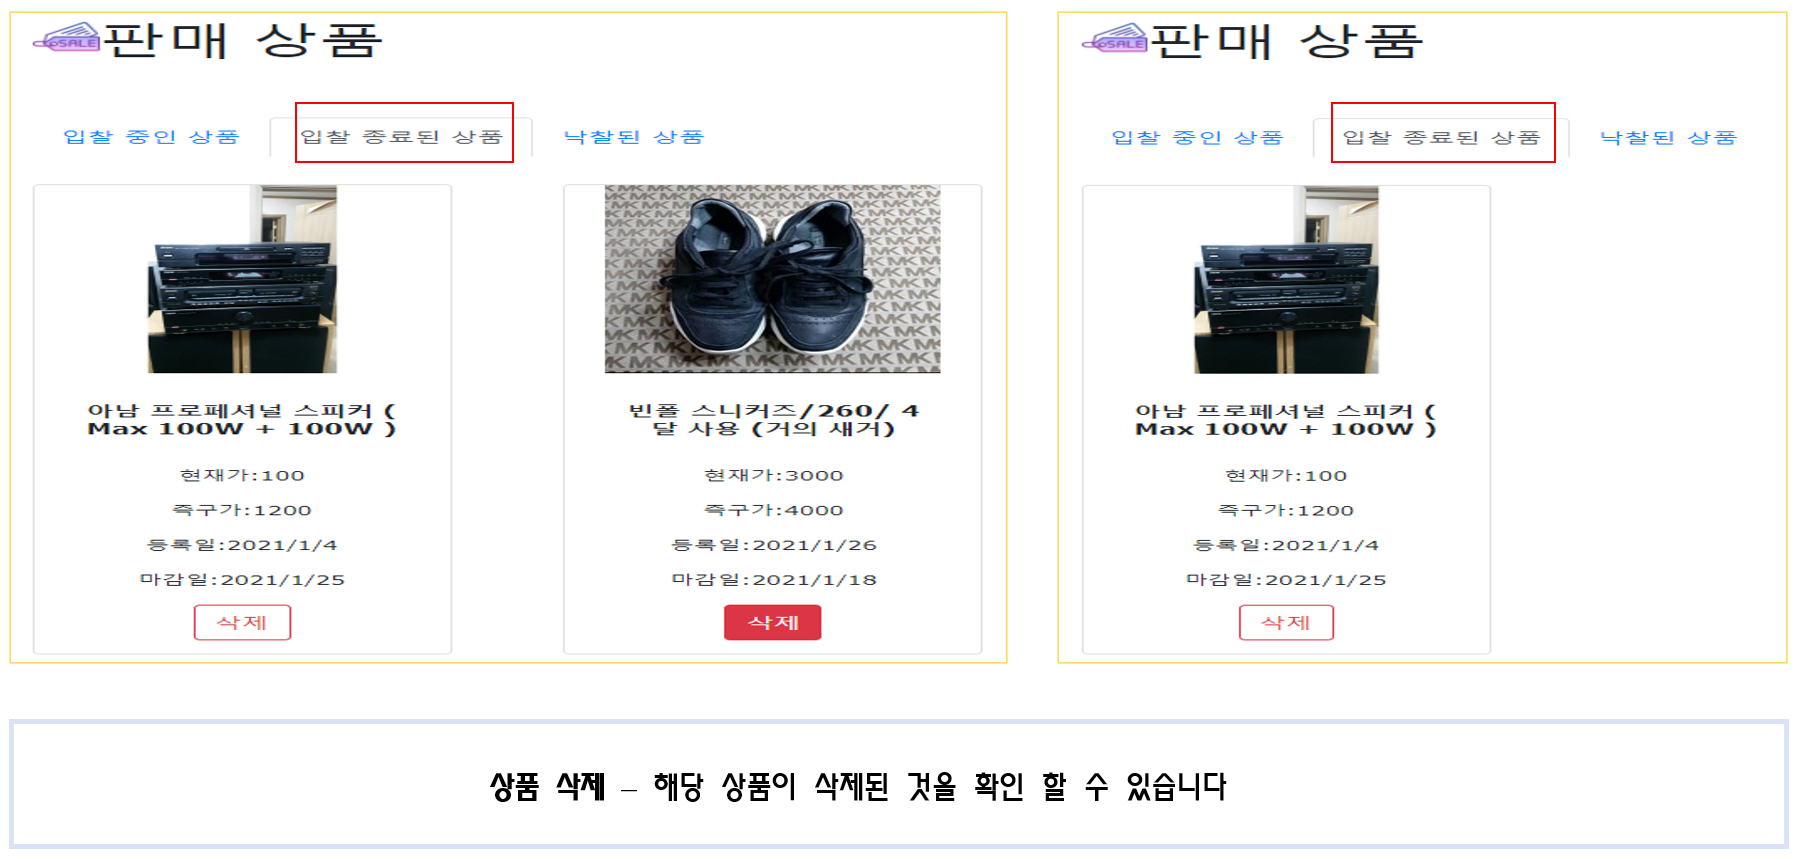 SALE 판매 상품
입찰 중인 상품 입찰 종료된 상품 낙찰된 상품
아남 프로페셔널 스피커 (
Max 100W + 100W )
현재가:100
즉구가:1200
등록일:2021/1/4
마감일:2021/1/25
삭제
빈폴 스니커즈/260/ 4
달 사용 (거의 새거)
현재가:3000
즉구가:4000
등록일:2021/1/26
마감일:2021/1/18
삭제
SALE 판매 상품
입찰 중인 상품 입찰 종료된 상품 낙찰된 상품
아남 프로페셔널 스피커 (
Max 100W + 100W )
현재가:100
즉구가:1200
등록일:2021/1/4
마감일:2021/1/25
삭제
상품 삭제 – 해당 상품이 삭제된 것을 확인 할 수 있습니다